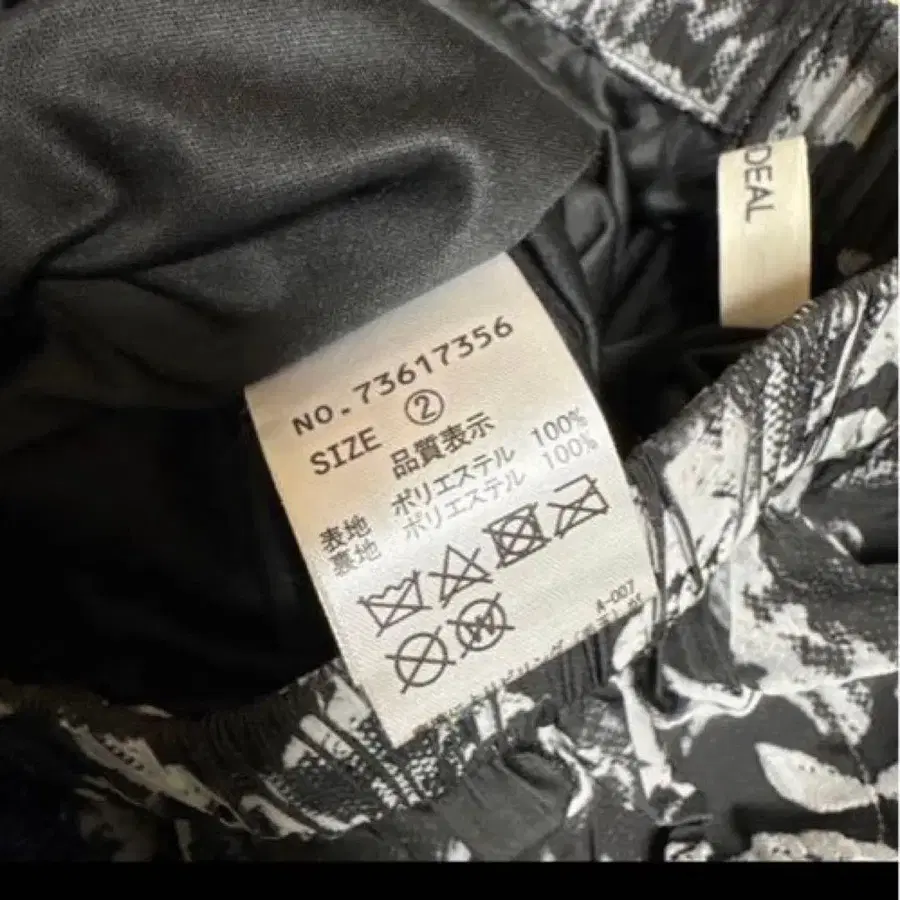 DEAL
NO. 73617356
SIZE ②
品質表示
表地 ポリエステル 100%
裏地 ポリエステル 100%
W
A-007